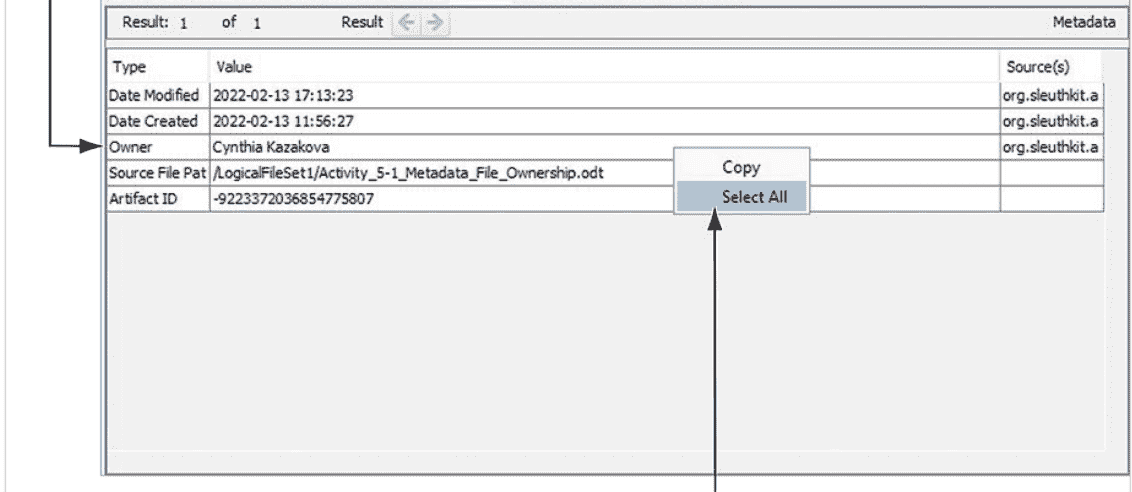 Result: 1 of 1 Result Metadata
Type Value Source(s)
Date Modified 2022-02-13 17:13:23 org.sleuthkit.a
Date Created 2022-02-13 11:56:27 org.sleuthkit.a
Owner Cynthia Kazakova org.sleuthkit.a
Source File Pat /LogicalFileSet1/Activity_5-1_Metadata_File_Ownership.odt
Copy
Artifact ID -9223372036854775807
Select All